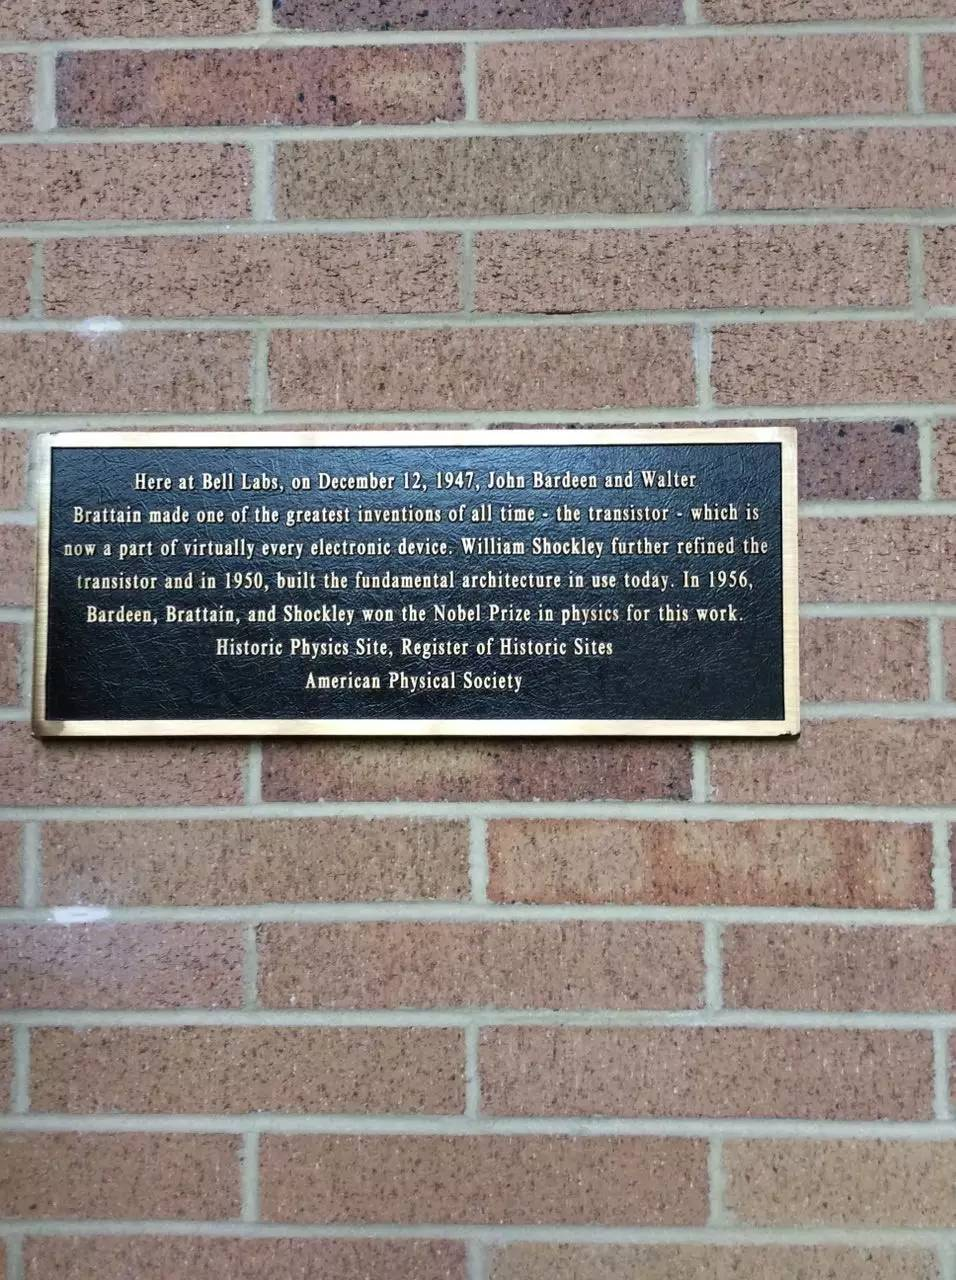 Here at Bell Labs, on December 12, 1947, John Bardeen and Walter
Brattain made one of the greatest inventions of all time - the transistor - which is
now a part of virtually every electronic device. William Shockley further refined the
transistor and in 1950, built the fundamental architecture in use today. In 1956,
Bardeen, Brattain, and Shockley won the Nobel Prize in physics for this work.
Historic Physics Site, Register of Historic Sites
American Physical Society